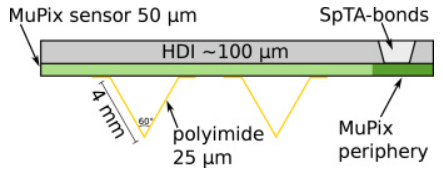 MuPix sensor 50 µm
SpTA-bonds
HDI ~100 µm
4 mm
60°
polyimide
25 µm
MuPix
periphery